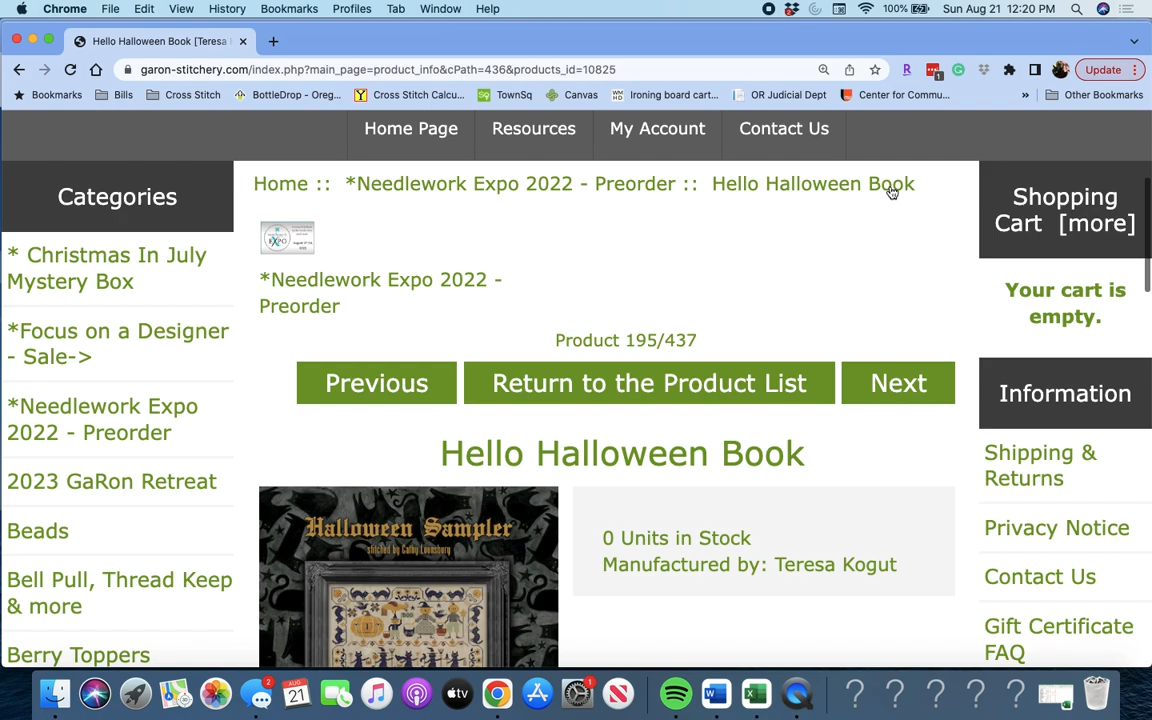 Chrome File Edit View History Bookmarks Profiles Tab Window Help 100% Sun Aug 21 12:20 PM
Hello Halloween Book [Teresa
garon-stitchery.com/index.php?main_page=product_info&cPath=436&products_id=10825 Update
Bookmarks Bills Cross Stitch BottleDrop - Oreg... Cross Stitch Calcu... TownSq Canvas Ironing board cart... OR Judicial Dept Center for Commu... » Other Bookmarks
Home Page Resources My Account Contact Us
Categories
* Christmas In July
Mystery Box
*Focus on a Designer
- Sale->
*Needlework Expo
2022 - Preorder
2023 GaRon Retreat
Beads
Bell Pull, Thread Keep
& more
Berry Toppers
Home :: *Needlework Expo 2022 - Preorder :: Hello Halloween Book
EXPO
*Needlework Expo 2022 -
Preorder
Product 195/437
Previous Return to the Product List Next
Hello Halloween Book
Halloween Sampler
stitched by Cathy Lounsbury
0 Units in Stock
Manufactured by: Teresa Kogut
Shopping
Cart [more]
Your cart is
empty.
Information
Shipping &
Returns
Privacy Notice
Contact Us
Gift Certificate
FAQ